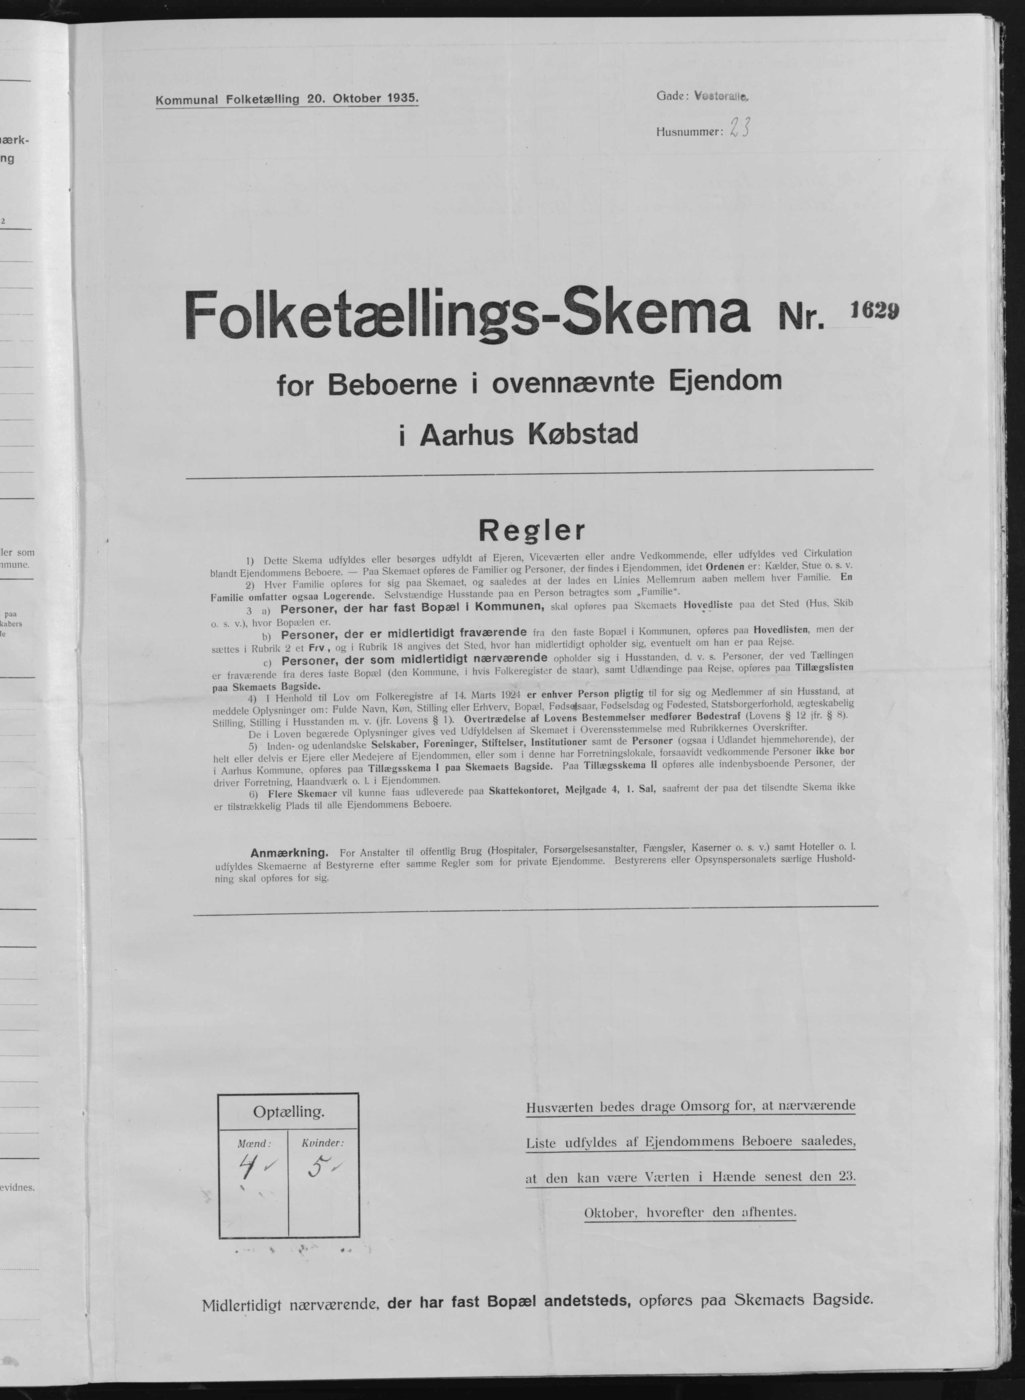 ærk-
ng
2
ler som
nmune.
paa
kabers
le
evidnes.
Kommunal Folketælling 20. Oktober 1935.
Gade: Vesteralle.
Husnummer: 23
Folketællings-Skema Nr. 1629
for Beboerne i ovennævnte Ejendom
i Aarhus Købstad
Regler
1) Dette Skema udfyldes eller besørges udfyldt af Ejeren, Viceværten eller andre Vedkommende, eller udfyldes ved Cirkulation
blandt Ejendommens Beboere. — Paa Skemaet opføres de Familier og Personer, der findes i Ejendommen, idet Ordenen er: Kælder, Stue o. s. v.
2) Hver Familie opføres for sig paa Skemaet, og saaledes at der lades en Linies Mellemrum aaben mellem hver Familie. En
Familie omfatter ogsaa Logerende. Selvstændige Husstande paa en Person betragtes som „Familie“.
3 a) Personer, der har fast Bopæl i Kommunen, skal opføres paa Skemaets Hovedliste paa det Sted (Hus, Skib
o. s. v.), hvor Bopælen er.
b) Personer, der er midlertidigt fraværende fra den faste Bopæl i Kommunen, opføres paa Hovedlisten, men der
sættes i Rubrik 2 et Frv, og i Rubrik 18 angives det Sted, hvor han midlertidigt opholder sig, eventuelt om han er paa Rejse.
c) Personer, der som midlertidigt nærværende opholder sig i Husstanden, d. v. s. Personer, der ved Tællingen
er fraværende fra deres faste Bopæl (den Kommune, i hvis Folkeregister de staar), samt Udlændinge paa Rejse, opføres paa Tillægslisten
paa Skemaets Bagside.
4) I Henhold til Lov om Folkeregistre af 14. Marts 1924 er enhver Person pligtig til for sig og Medlemmer af sin Husstand, at
meddele Oplysninger om: Fulde Navn, Køn, Stilling eller Erhverv, Bopæl, Fødselsaar, Fødselsdag og Fødested, Statsborgerforhold, ægteskabelig
Stilling, Stilling i Husstanden m. v. (jfr. Lovens § 1). Overtrædelse af Lovens Bestemmelser medfører Bødestraf (Lovens § 12 jfr. § 8).
De i Loven begærede Oplysninger gives ved Udfyldelsen af Skemaet i Overensstemmelse med Rubrikkernes Overskrifter.
5) Inden- og udenlandske Selskaber, Foreninger, Stiftelser, Institutioner samt de Personer (ogsaa i Udlandet hjemmehørende), der
helt eller delvis er Ejere eller Medejere af Ejendommen, eller som i denne har Forretningslokale, forsaavidt vedkommende Personer ikke bor
i Aarhus Kommune, opføres paa Tillægsskema I paa Skemaets Bagside. Paa Tillægsskema II opføres alle indenbysboende Personer, der
driver Forretning, Haandværk o. l. i Ejendommen.
6) Flere Skemaer vil kunne faas udleverede paa Skattekontoret, Mejlgade 4, 1. Sal, saafremt der paa det tilsendte Skema ikke
er tilstrækkelig Plads til alle Ejendommens Beboere.
Anmærkning. For Anstalter til offentlig Brug (Hospitaler, Forsørgelsesanstalter, Fængsler, Kaserner o. s. v.) samt Hoteller o. l.
udfyldes Skemaerne af Bestyrerne efter samme Regler som for private Ejendomme. Bestyrerens eller Opsynspersonalets særlige Hushold-
ning skal opføres for sig.
Optælling.
Mænd: Kvinder:
4 ✓ 5 ✓
Husværten bedes drage Omsorg for, at nærværende
Liste udfyldes af Ejendommens Beboere saaledes,
at den kan være Værten i Hænde senest den 23.
Oktober, hvorefter den afhentes.
Midlertidigt nærværende, der har fast Bopæl andetsteds, opføres paa Skemaets Bagside.